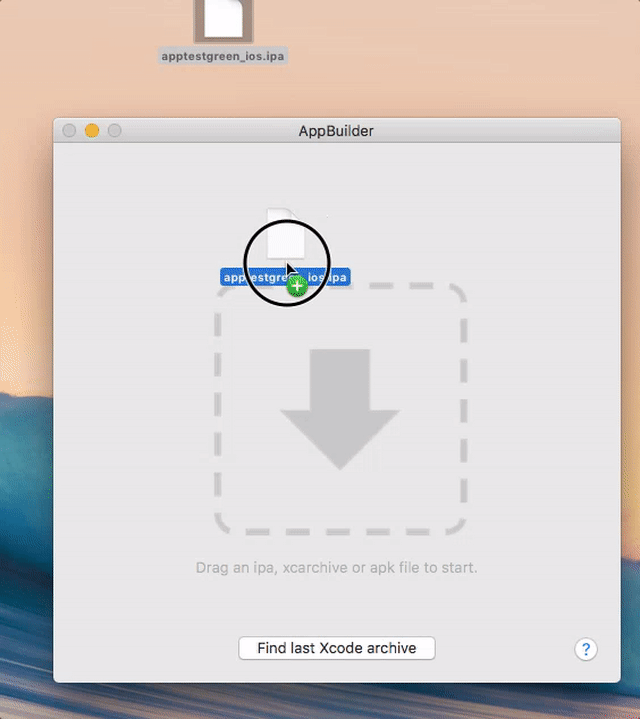 apptestgreen_ios.ipa
AppBuilder
apptestgreen_ios.ipa
Drag an ipa, xcarchive or apk file to start.
Find last Xcode archive
?